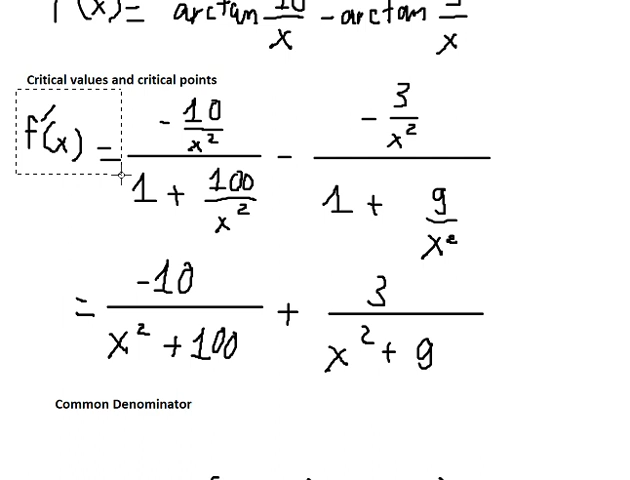 f'(x) = arctan 10/x - arctan 3/x
Critical values and critical points
f'(x) = (-10/x²)/(1 + 100/x²) - (-3/x²)/(1 + 9/x²)
= -10/(x² + 100) + 3/(x² + 9)
Common Denominator